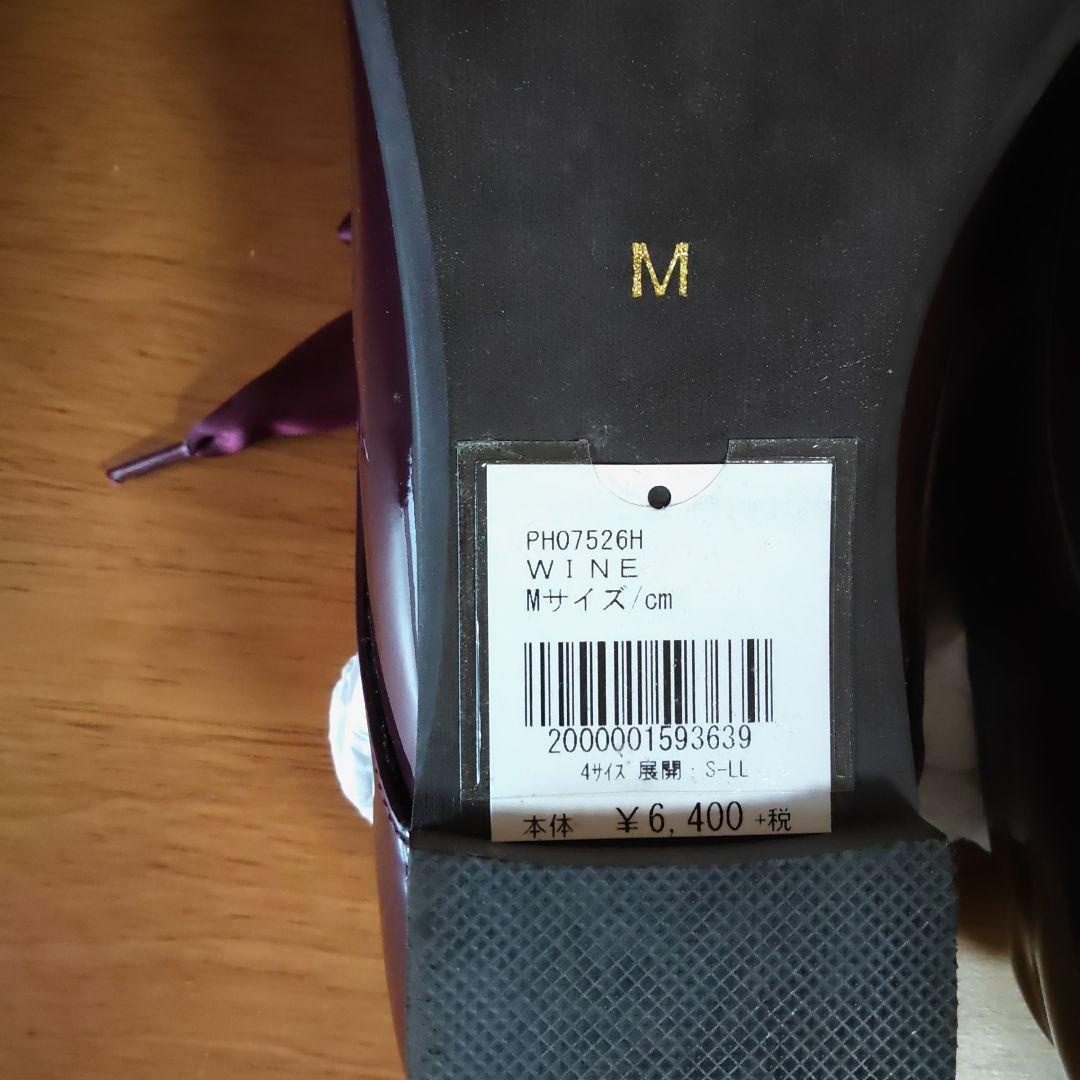 M
PH07526H
WINE
Mサイズ/cm
2000001593639
4サイズ 展開 : S-LL
本体 ¥6,400 +税